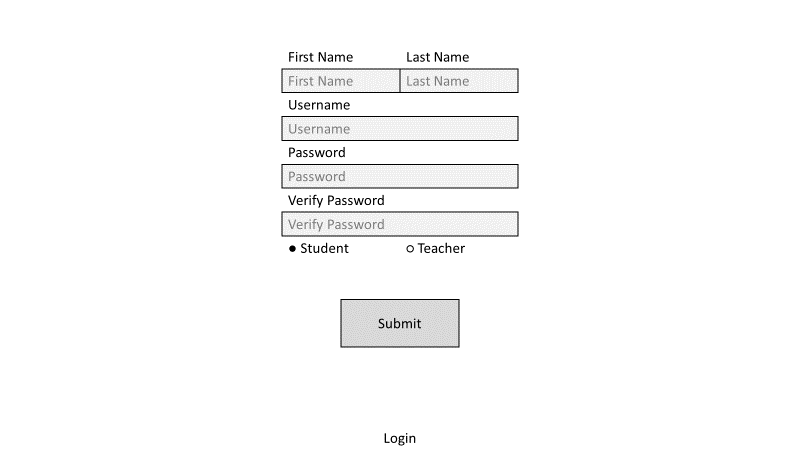 First Name Last Name
First Name Last Name
Username
Username
Password
Password
Verify Password
Verify Password
Student Teacher
Submit
Login